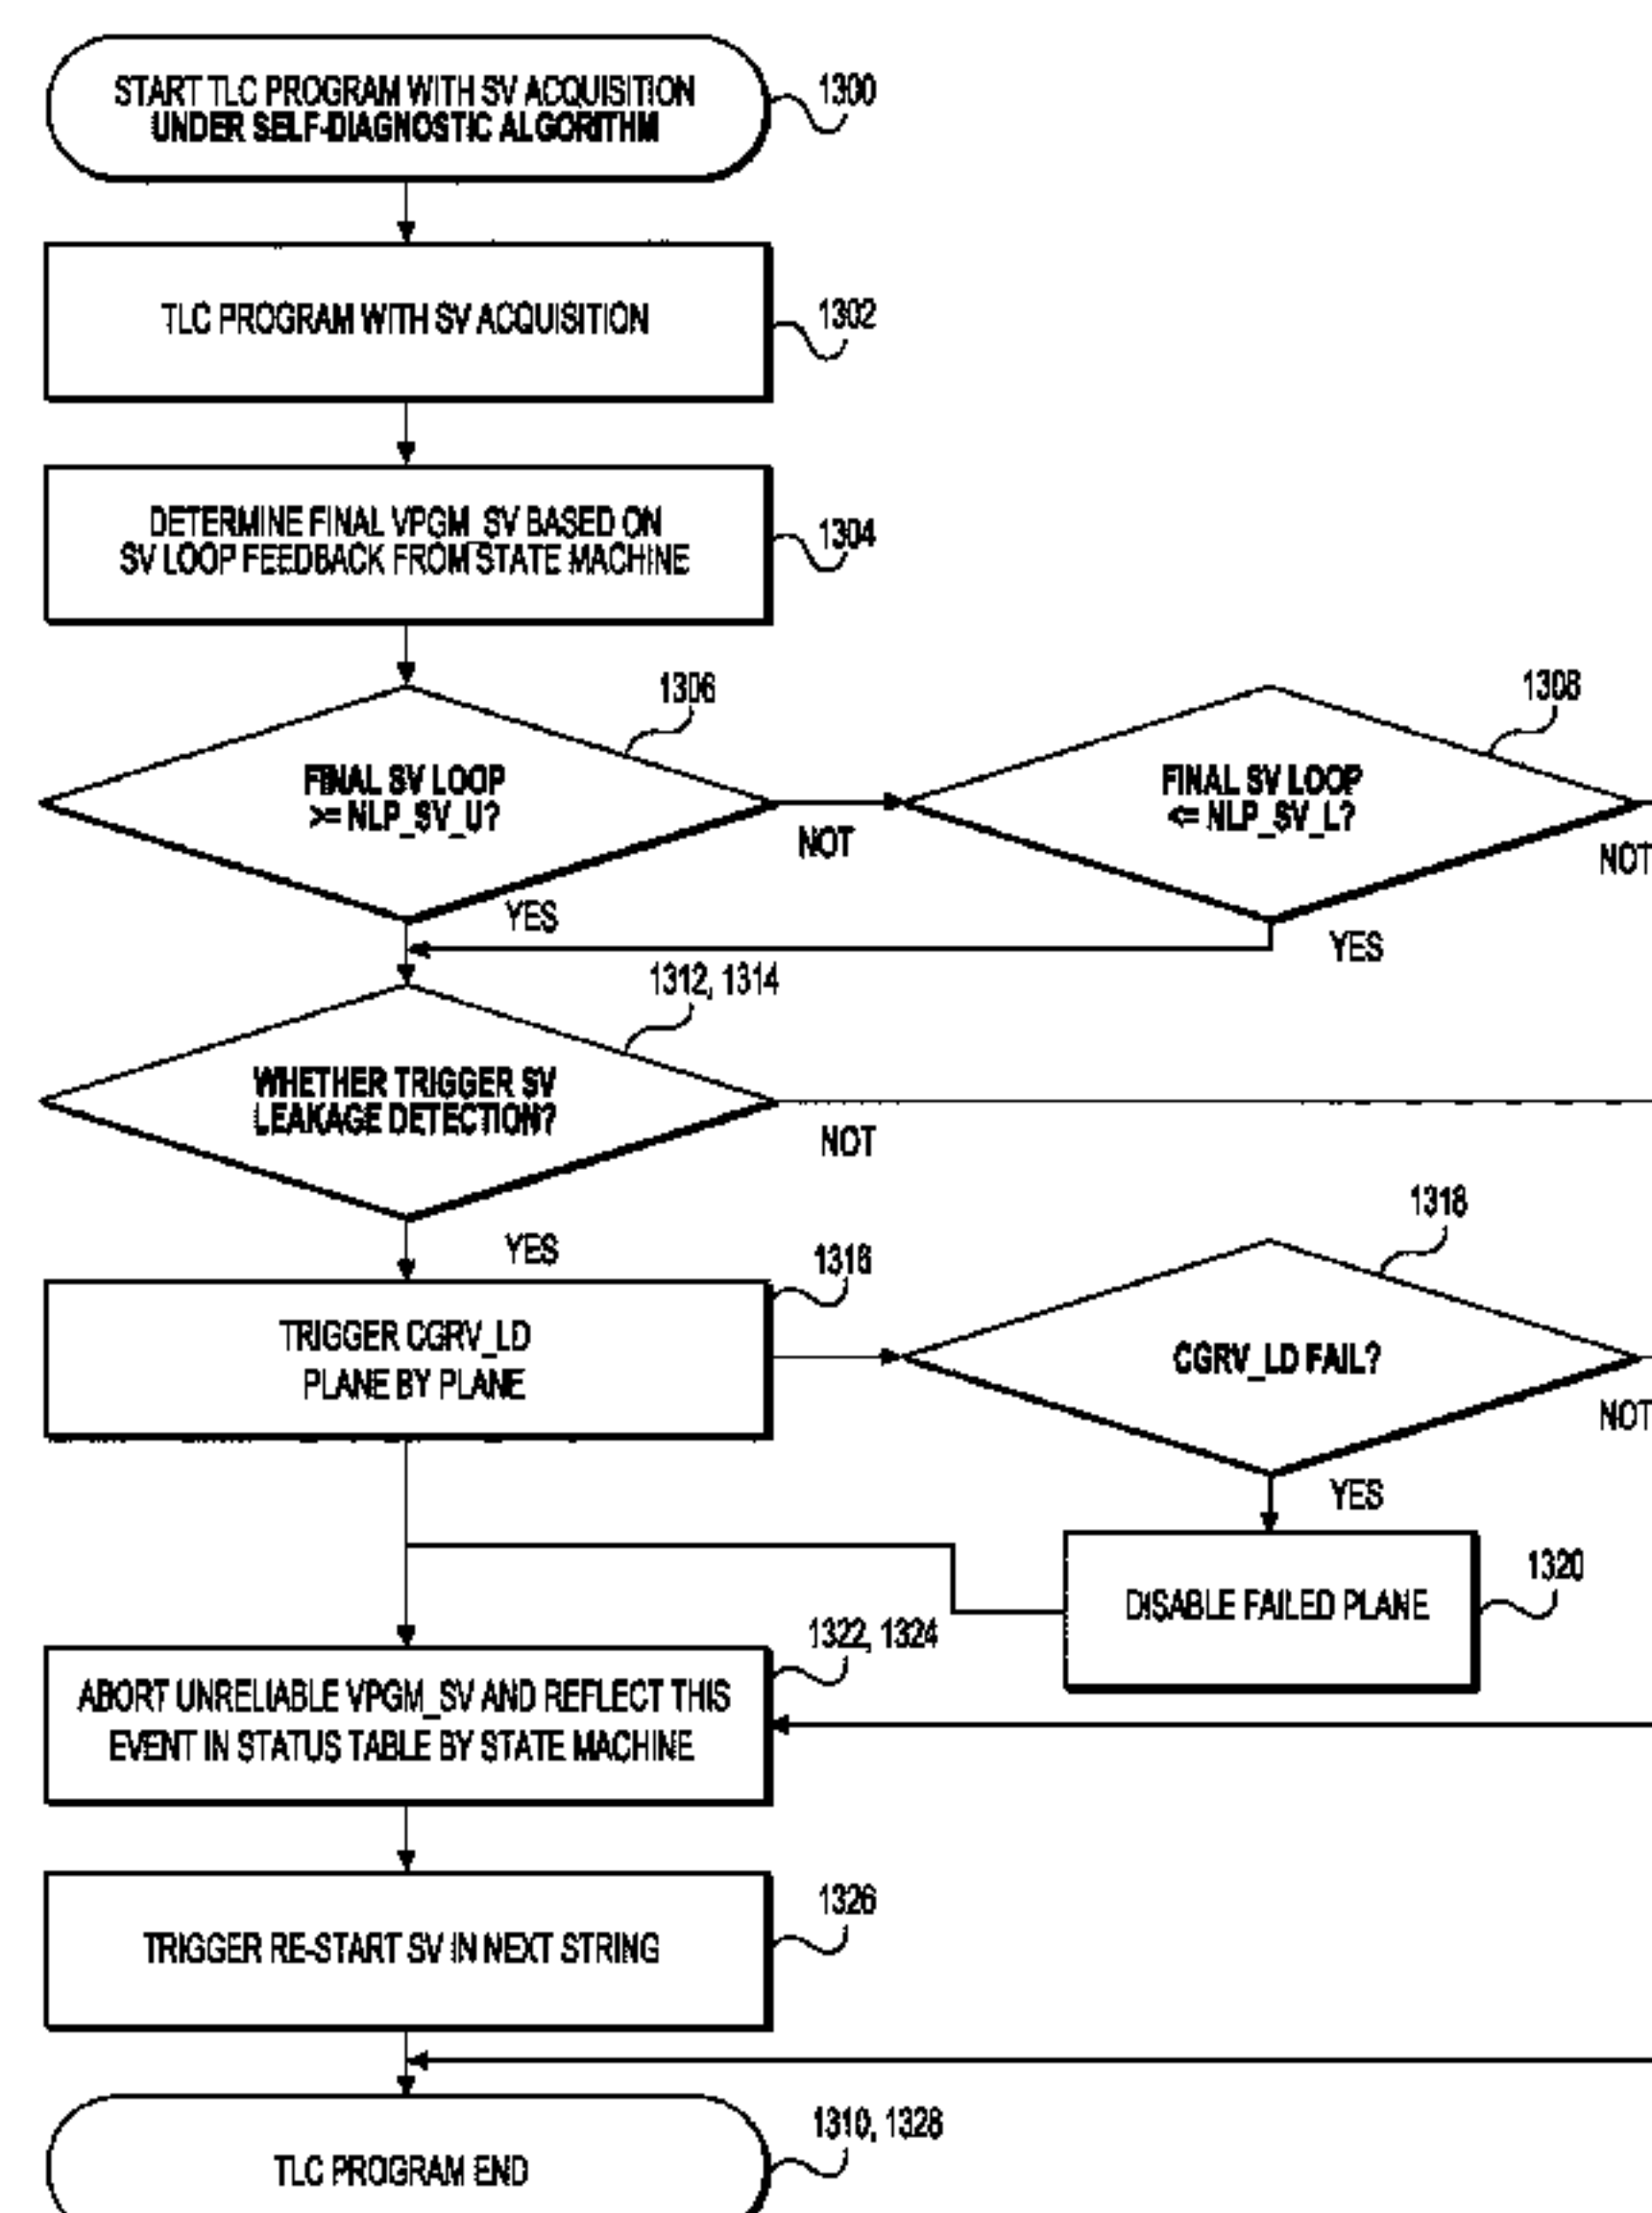 START TLC PROGRAM WITH SV ACQUISITION
UNDER SELF-DIAGNOSTIC ALGORITHM
1300
TLC PROGRAM WITH SV ACQUISITION
1302
DETERMINE FINAL VPGM_SV BASED ON
SV LOOP FEEDBACK FROM STATE MACHINE
1304
1306
FINAL SV LOOP
>= NLP_SV_U?
NOT
YES
1308
FINAL SV LOOP
<= NLP_SV_L?
NOT
YES
1312, 1314
WHETHER TRIGGER SV
LEAKAGE DETECTION?
NOT
YES
1316
TRIGGER CGRV_LD
PLANE BY PLANE
1318
CGRV_LD FAIL?
NOT
YES
1320
DISABLE FAILED PLANE
1322, 1324
ABORT UNRELIABLE VPGM_SV AND REFLECT THIS
EVENT IN STATUS TABLE BY STATE MACHINE
1326
TRIGGER RE-START SV IN NEXT STRING
1310, 1328
TLC PROGRAM END